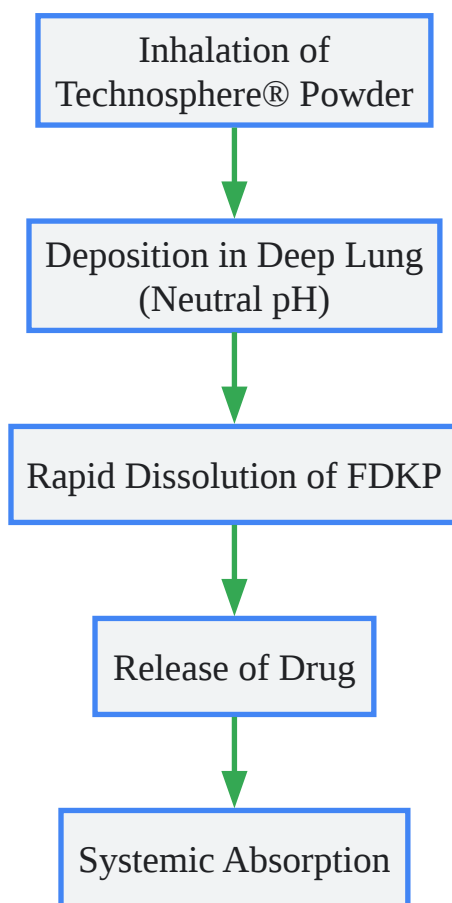 Inhalation of
Technosphere® Powder
Deposition in Deep Lung
(Neutral pH)
Rapid Dissolution of FDKP
Release of Drug
Systemic Absorption